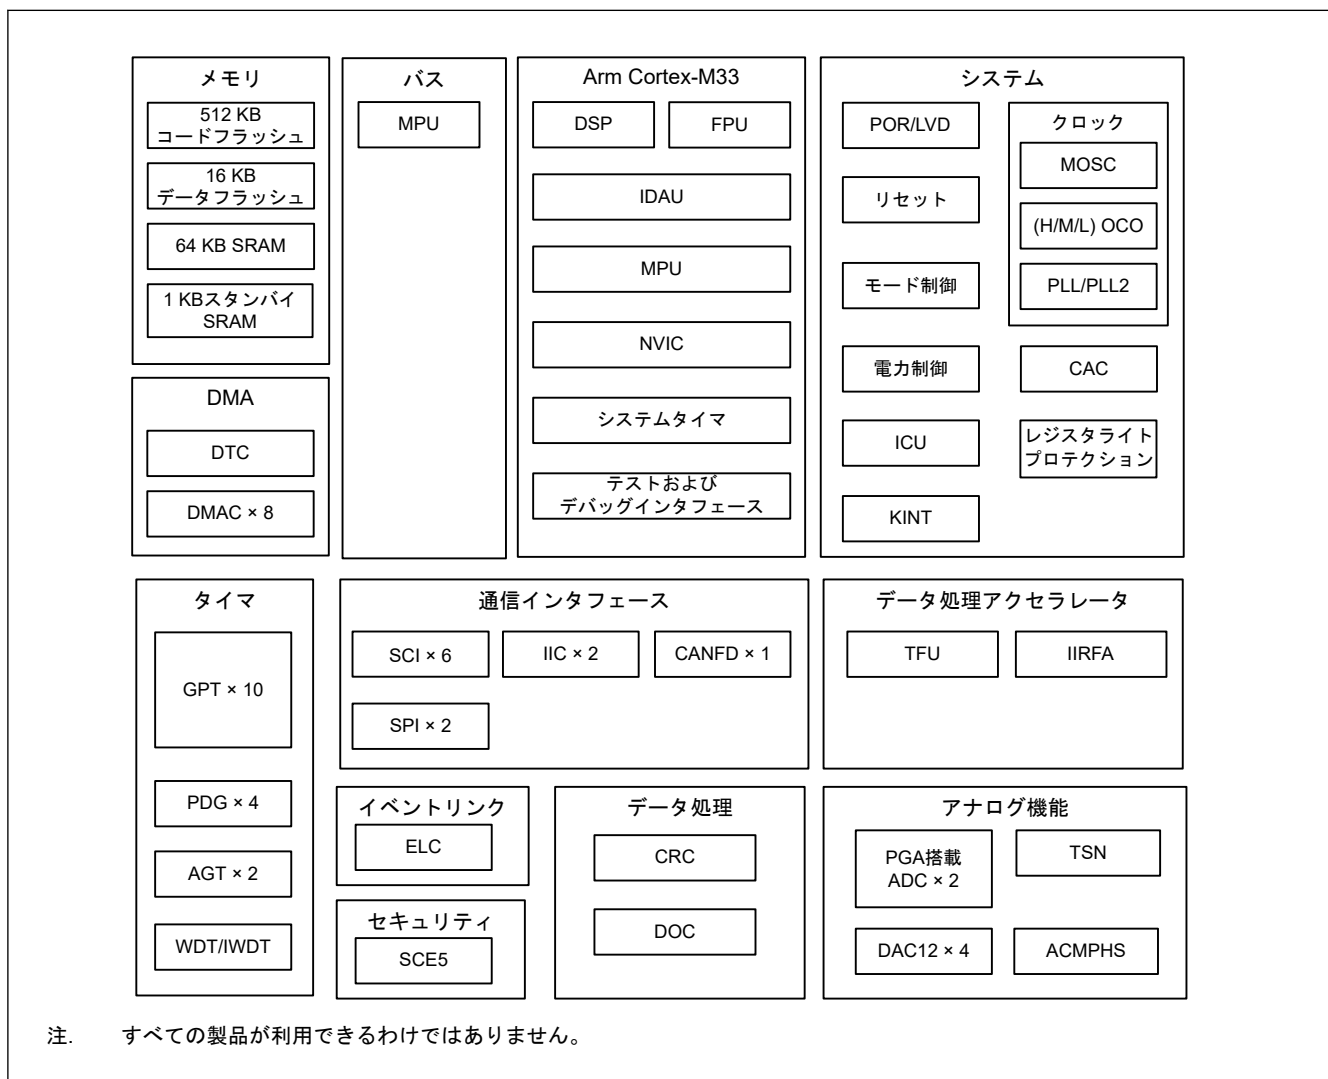 メモリ
512 KB
コードフラッシュ
16 KB
データフラッシュ
64 KB SRAM
1 KBスタンバイ
SRAM
DMA
DTC
DMAC × 8
バス
MPU
Arm Cortex-M33
DSP
FPU
IDAU
MPU
NVIC
システムタイマ
テストおよび
デバッグインタフェース
システム
POR/LVD
リセット
モード制御
電力制御
ICU
KINT
クロック
MOSC
(H/M/L) OCO
PLL/PLL2
CAC
レジスタライト
プロテクション
タイマ
GPT × 10
PDG × 4
AGT × 2
WDT/IWDT
通信インタフェース
SCI × 6
IIC × 2
CANFD × 1
SPI × 2
データ処理アクセラレータ
TFU
IIRFA
イベントリンク
ELC
セキュリティ
SCE5
データ処理
CRC
DOC
アナログ機能
PGA搭載
ADC × 2
TSN
DAC12 × 4
ACMPHS
注. すべての製品が利用できるわけではありません。